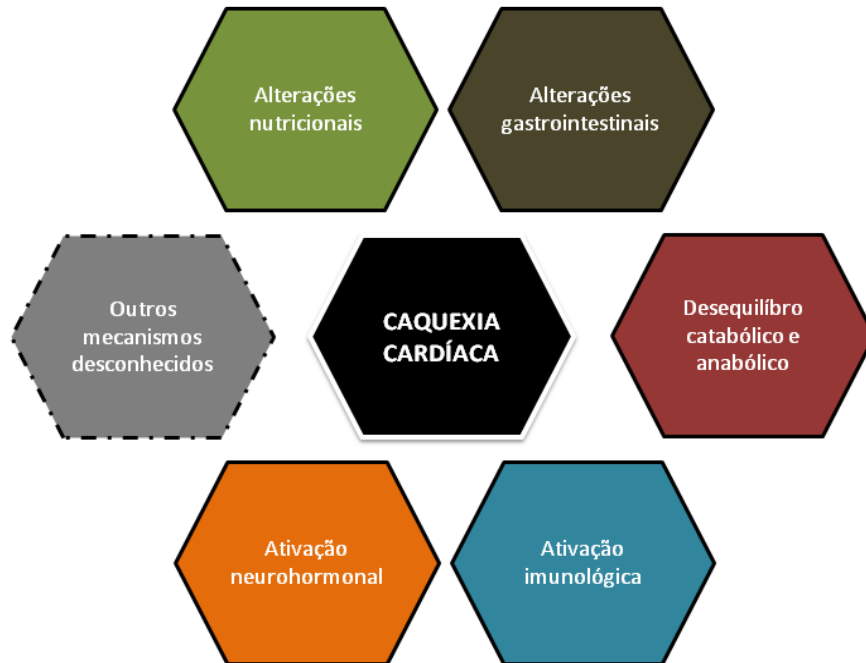 Alterações
nutricionais
Alterações
gastrointestinais
Outros
mecanismos
desconhecidos
CAQUEXIA
CARDÍACA
Desequilíbro
catabólico e
anabólico
Ativação
neurohormonal
Ativação
imunológica